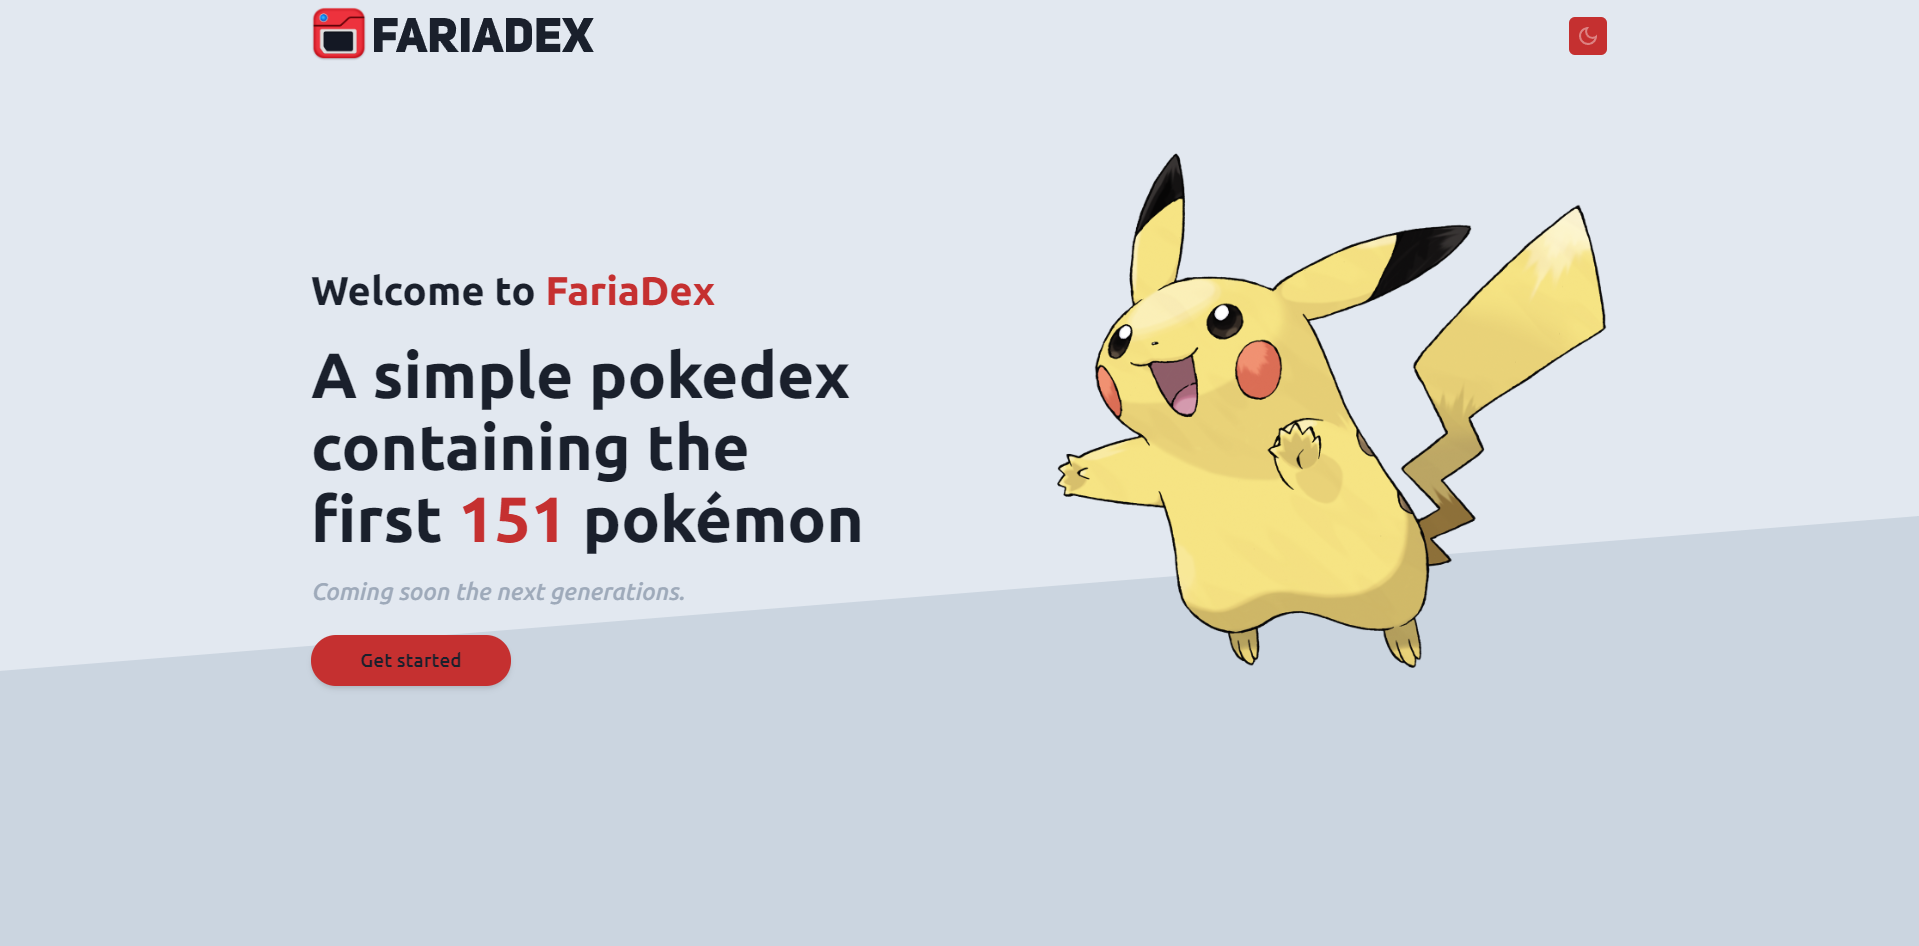 FARIADEX
Welcome to FariaDex
A simple pokedex
containing the
first 151 pokémon
Coming soon the next generations.
Get started